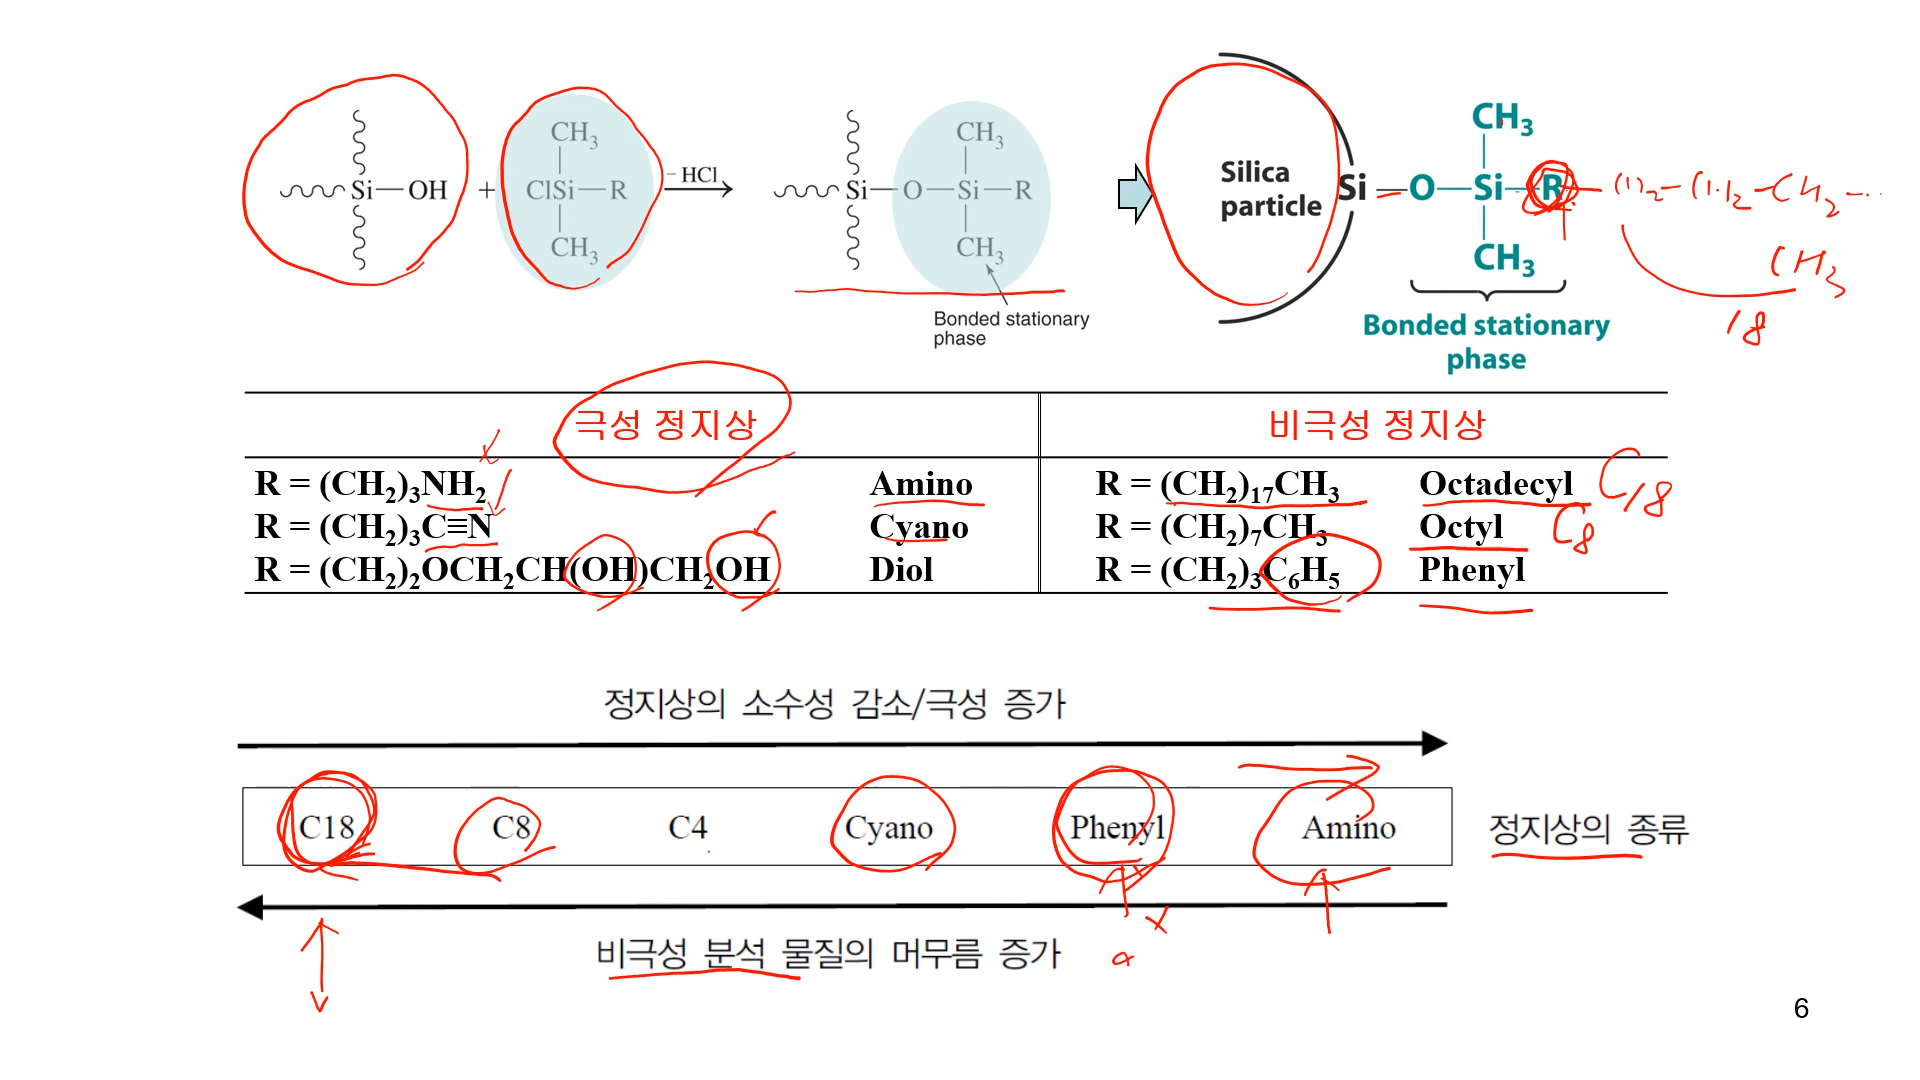 CH₃ CH₃ CH₃
Si—OH + ClSi—R – HCl Si—O—Si—R Silica particle Si—O—Si—R
CH₃ CH₃ CH₃
CH₃
18
Bonded stationary phase
Bonded stationary phase
극성 정지상 비극성 정지상
R = (CH₂)₃NH₂ Amino R = (CH₂)₁₇CH₃ Octadecyl C18
R = (CH₂)₃C≡N Cyano R = (CH₂)₇CH₃ Octyl C8
R = (CH₂)₂OCH₂CH(OH)CH₂OH Diol R = (CH₂)₃C₆H₅ Phenyl
정지상의 소수성 감소/극성 증가
C18 C8 C4 Cyano Phenyl Amino 정지상의 종류
비극성 분석 물질의 머무름 증가
6